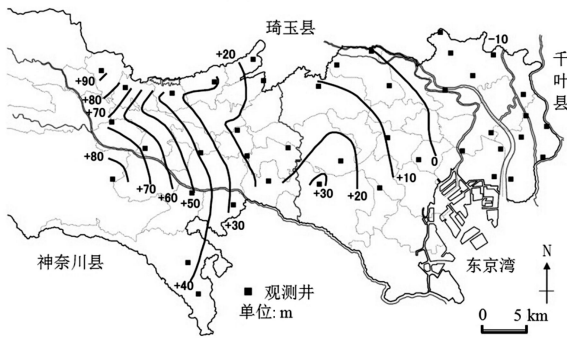 琦玉县
+20
-10
千叶县
+90
+80
+70
+80
+70
+60
+50
+30
+40
+30
+20
+10
0
神奈川县
东京湾
观测井
单位: m
N
0 5 km